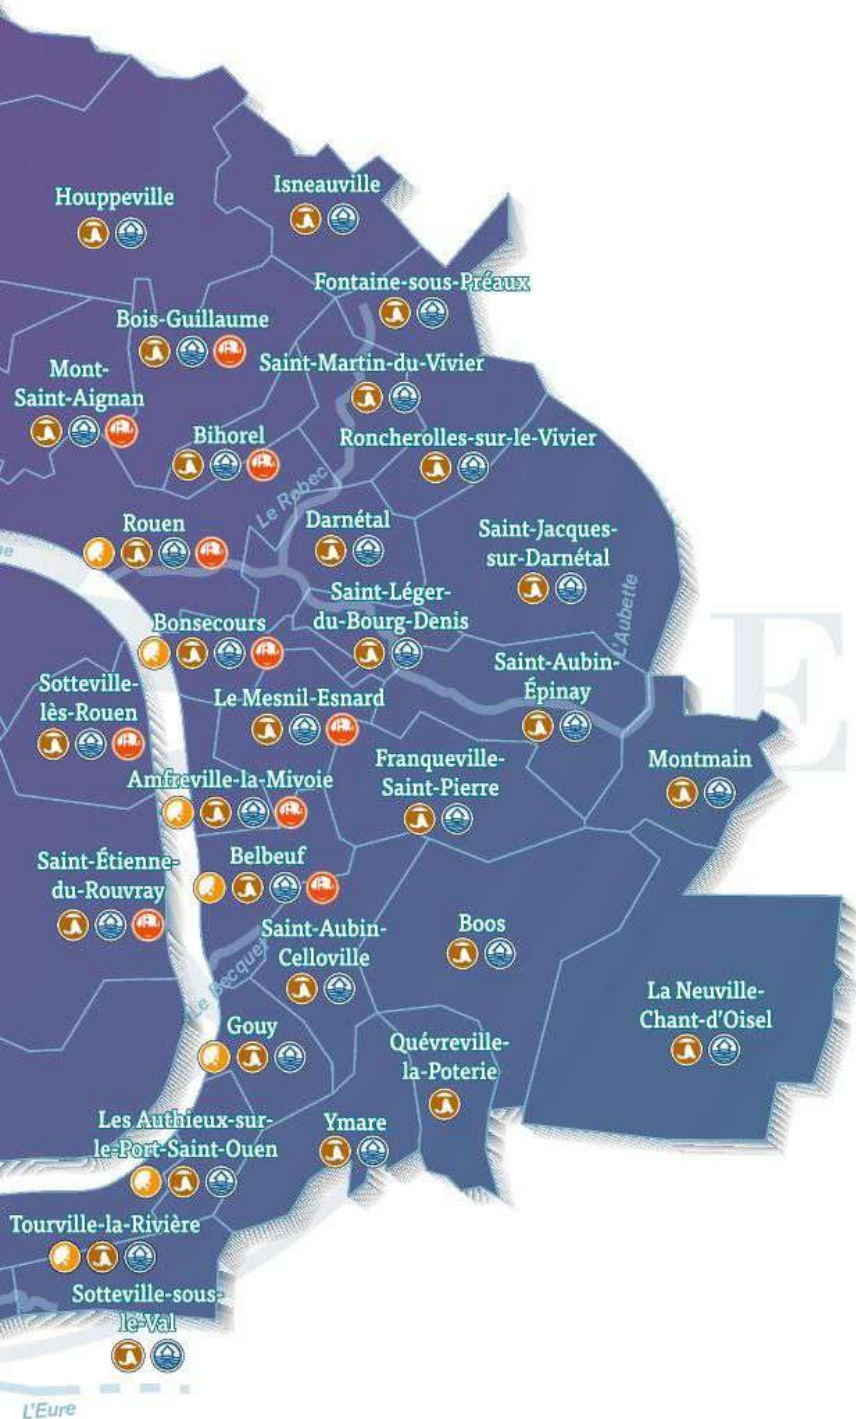 Houppeville
Isneauville
Fontaine-sous-Préaux
Bois-Guillaume
Mont-
Saint-Aignan
Saint-Martin-du-Vivier
Bihorel
Roncherolles-sur-le-Vivier
Le Robec
Rouen
Darnétal
Saint-Jacques-
sur-Darnétal
Bonsecours
Saint-Léger-
du-Bourg-Denis
L'Aubette
Saint-Aubin-
Épinay
E
Sotteville-
lès-Rouen
Le Mesnil-Esnard
Franqueville-
Saint-Pierre
Montmain
Amfreville-la-Mivoie
Saint-Étienne-
du-Rouvray
Belbeuf
Saint-Aubin-
Celloville
Boos
Le Becquet
La Neuville-
Chant-d'Oisel
Gouy
Quévreville-
la-Poterie
Les Authieux-sur-
le-Port-Saint-Ouen
Ymare
Tourville-la-Rivière
Sotteville-sous-
le-Val
L'Eure